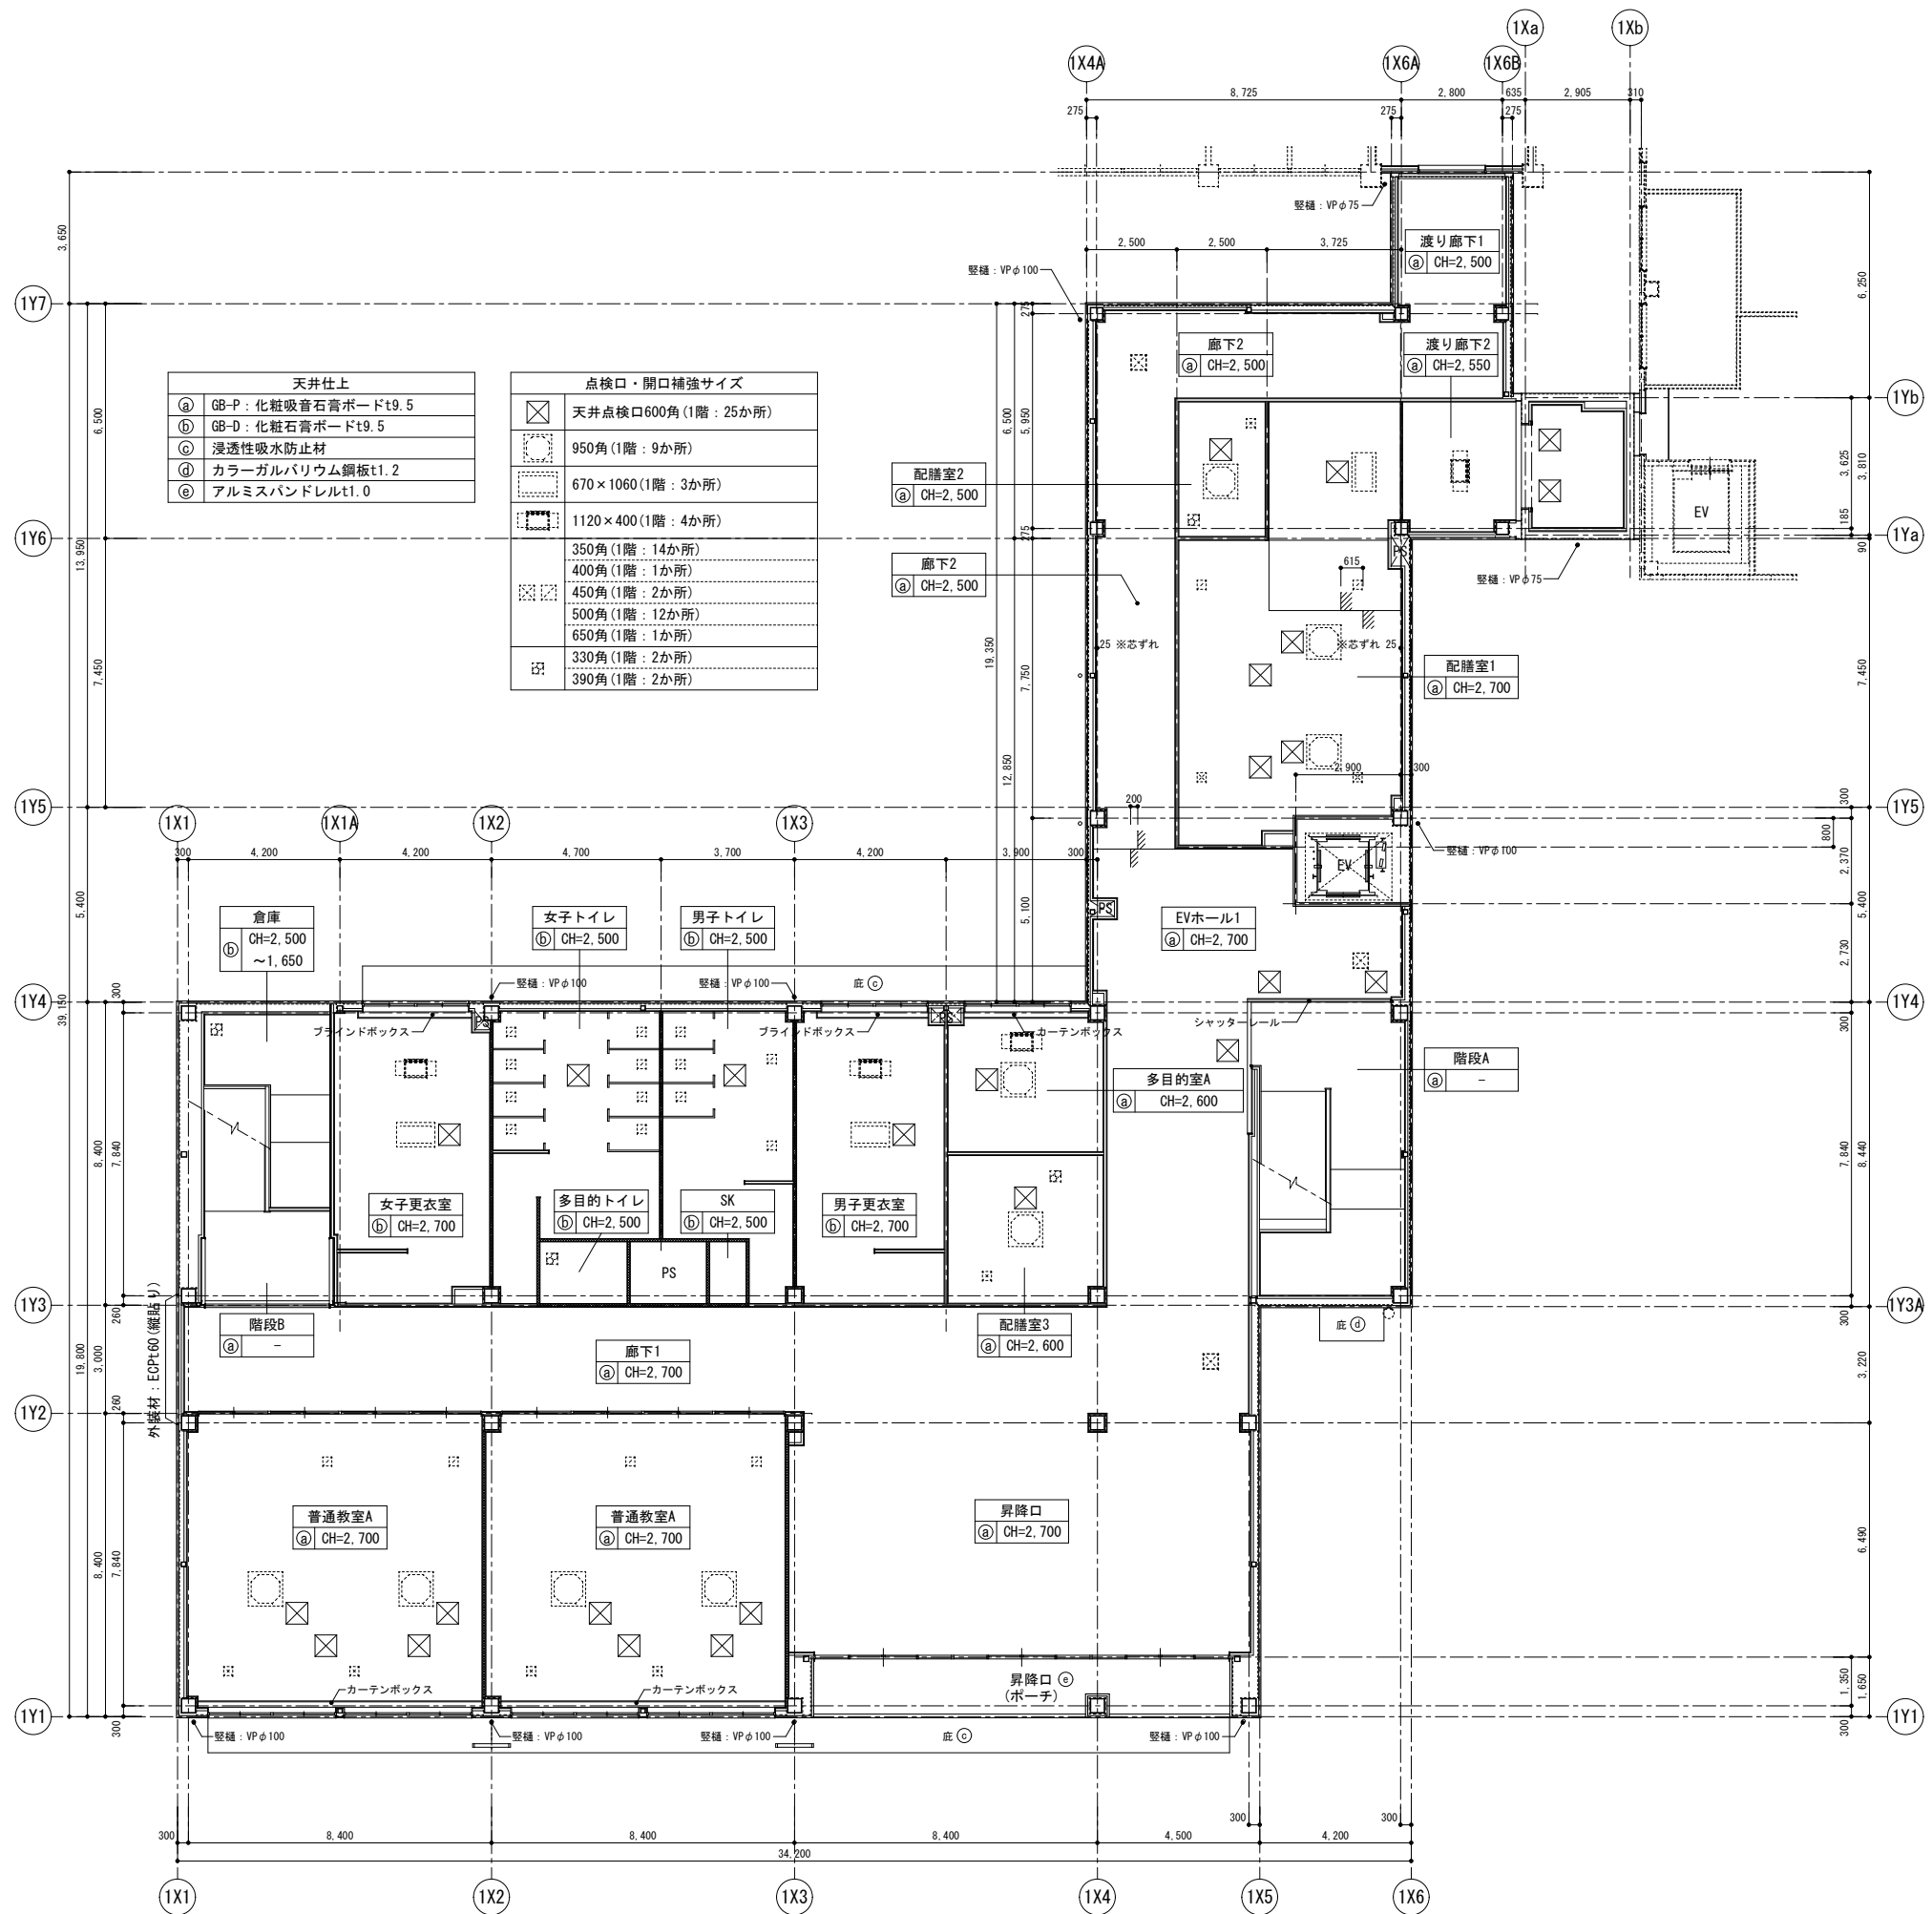 1Xa
1Xb
1X4A
1X6A
1X6B
8,725
2,800
635
2,905
310
275
275
275
竪樋：VPφ75
3,650
渡り廊下1
ⓐ CH=2,500
2,500
2,500
3,725
6,250
竪樋：VPφ100
1Y7
275
廊下2
ⓐ CH=2,500
渡り廊下2
ⓐ CH=2,550
天井仕上
ⓐ GB-P：化粧吸音石膏ボードt9.5
ⓑ GB-D：化粧石膏ボードt9.5
ⓒ 浸透性吸水防止材
ⓓ カラーガルバリウム鋼板t1.2
ⓔ アルミスパンドレルt1.0
点検口・開口補強サイズ
天井点検口600角(1階：25か所)
950角(1階：9か所)
670×1060(1階：3か所)
1120×400(1階：4か所)
350角(1階：14か所)
400角(1階：1か所)
450角(1階：2か所)
500角(1階：12か所)
650角(1階：1か所)
330角(1階：2か所)
390角(1階：2か所)
1Yb
6,500
6,500
5,950
3,625
3,810
配膳室2
ⓐ CH=2,500
EV
185
1Y6
275
1Ya
90
13,950
PS
廊下2
ⓐ CH=2,500
615
竪樋：VPφ75
25 ※芯ずれ
※芯ずれ 25
19,350
配膳室1
ⓐ CH=2,700
7,450
7,750
7,450
12,850
2,900
300
1Y5
200
300
1Y5
800
1X1
1X1A
1X2
1X3
竪樋：VPφ100
EV
2,370
300
4,200
4,200
4,700
3,700
4,200
3,900
300
5,400
5,100
PS
5,400
倉庫
ⓑ CH=2,500
～1,650
女子トイレ
ⓑ CH=2,500
男子トイレ
ⓑ CH=2,500
EVホール1
ⓐ CH=2,700
2,730
竪樋：VPφ100
竪樋：VPφ100
庇 ⓒ
1Y4
300
39,150
1Y4
300
PS
PS
ブラインドボックス
ブラインドボックス
カーテンボックス
シャッターレール
階段A
ⓐ －
多目的室A
ⓐ CH=2,600
8,400
7,840
7,840
8,440
女子更衣室
ⓑ CH=2,700
多目的トイレ
ⓑ CH=2,500
SK
ⓑ CH=2,500
男子更衣室
ⓑ CH=2,700
PS
1Y3
1Y3A
260
300
外装材：ECPt60(縦貼り)
階段B
ⓐ －
廊下1
ⓐ CH=2,700
配膳室3
ⓐ CH=2,600
庇 ⓓ
19,800
3,000
3,220
1Y2
260
普通教室A
ⓐ CH=2,700
普通教室A
ⓐ CH=2,700
昇降口
ⓐ CH=2,700
8,400
7,840
6,490
カーテンボックス
カーテンボックス
昇降口 ⓔ
(ポーチ)
1,350
1,650
1Y1
300
1Y1
300
竪樋：VPφ100
竪樋：VPφ100
竪樋：VPφ100
庇 ⓒ
竪樋：VPφ100
300
300
300
8,400
8,400
8,400
4,500
4,200
34,200
1X1
1X2
1X3
1X4
1X5
1X6